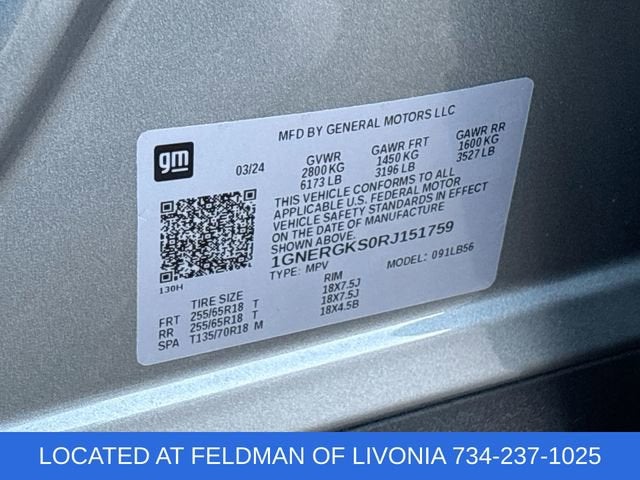 MFD BY GENERAL MOTORS LLC
gm
03/24
GVWR GAWR FRT GAWR RR
2800 KG 1450 KG 1600 KG
6173 LB 3196 LB 3527 LB
THIS VEHICLE CONFORMS TO ALL
APPLICABLE U.S. FEDERAL MOTOR
VEHICLE SAFETY STANDARDS IN EFFECT
ON THE DATE OF MANUFACTURE
SHOWN ABOVE.
1GNERGKS0RJ151759
TYPE: MPV MODEL: 091LB56
130H
TIRE SIZE RIM
FRT 255/65R18 T 18X7.5J
RR 255/65R18 T 18X7.5J
SPA T135/70R18 M 18X4.5B
LOCATED AT FELDMAN OF LIVONIA 734-237-1025